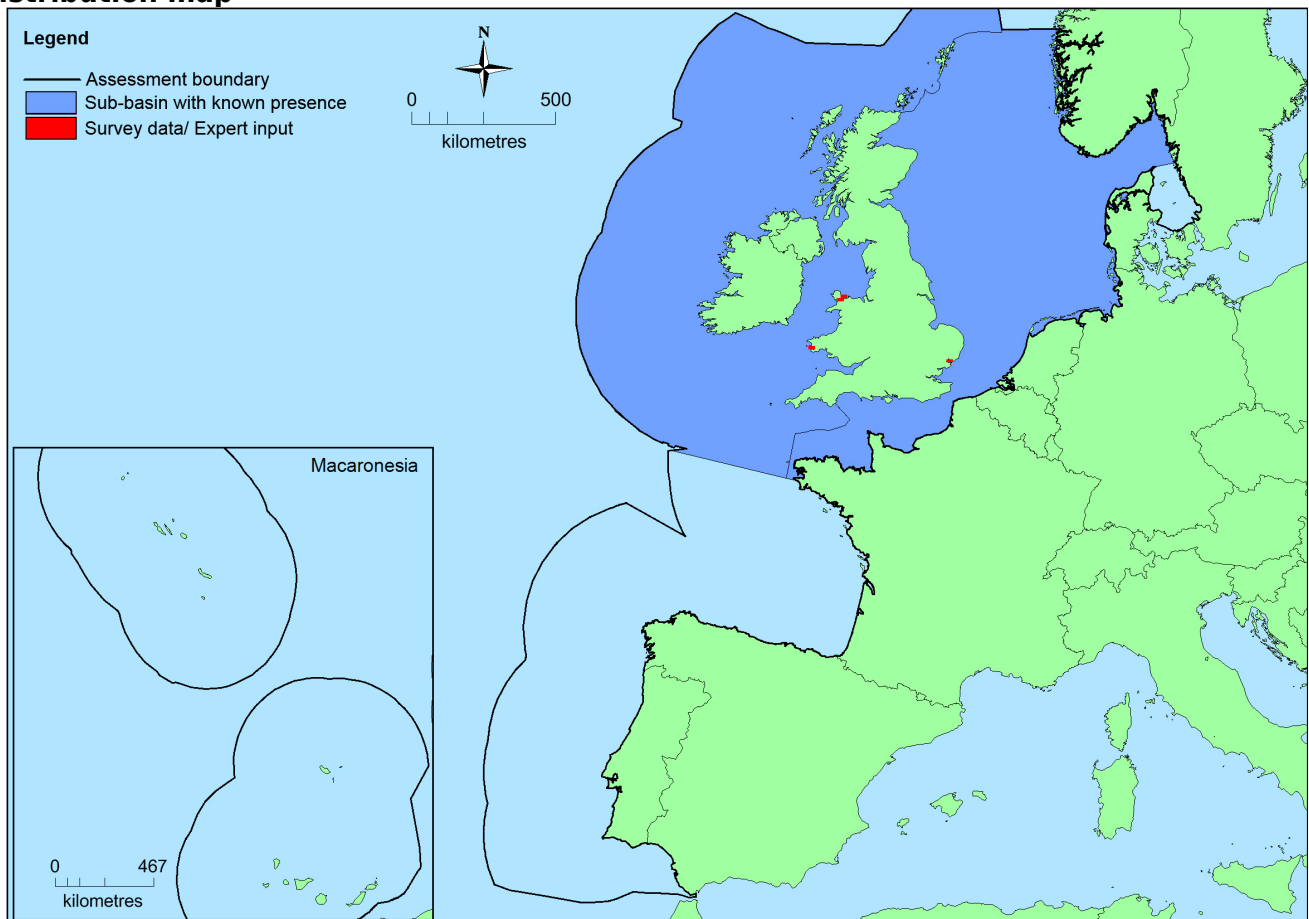 Legend
Assessment boundary
Sub-basin with known presence
Survey data/ Expert input
N
0 500
kilometres
Macaronesia
0 467
kilometres